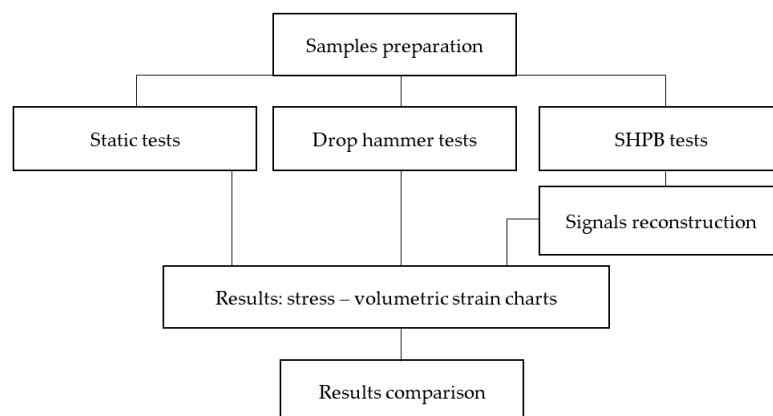 Samples preparation
Static tests
Drop hammer tests
SHPB tests
Signals reconstruction
Results: stress – volumetric strain charts
Results comparison